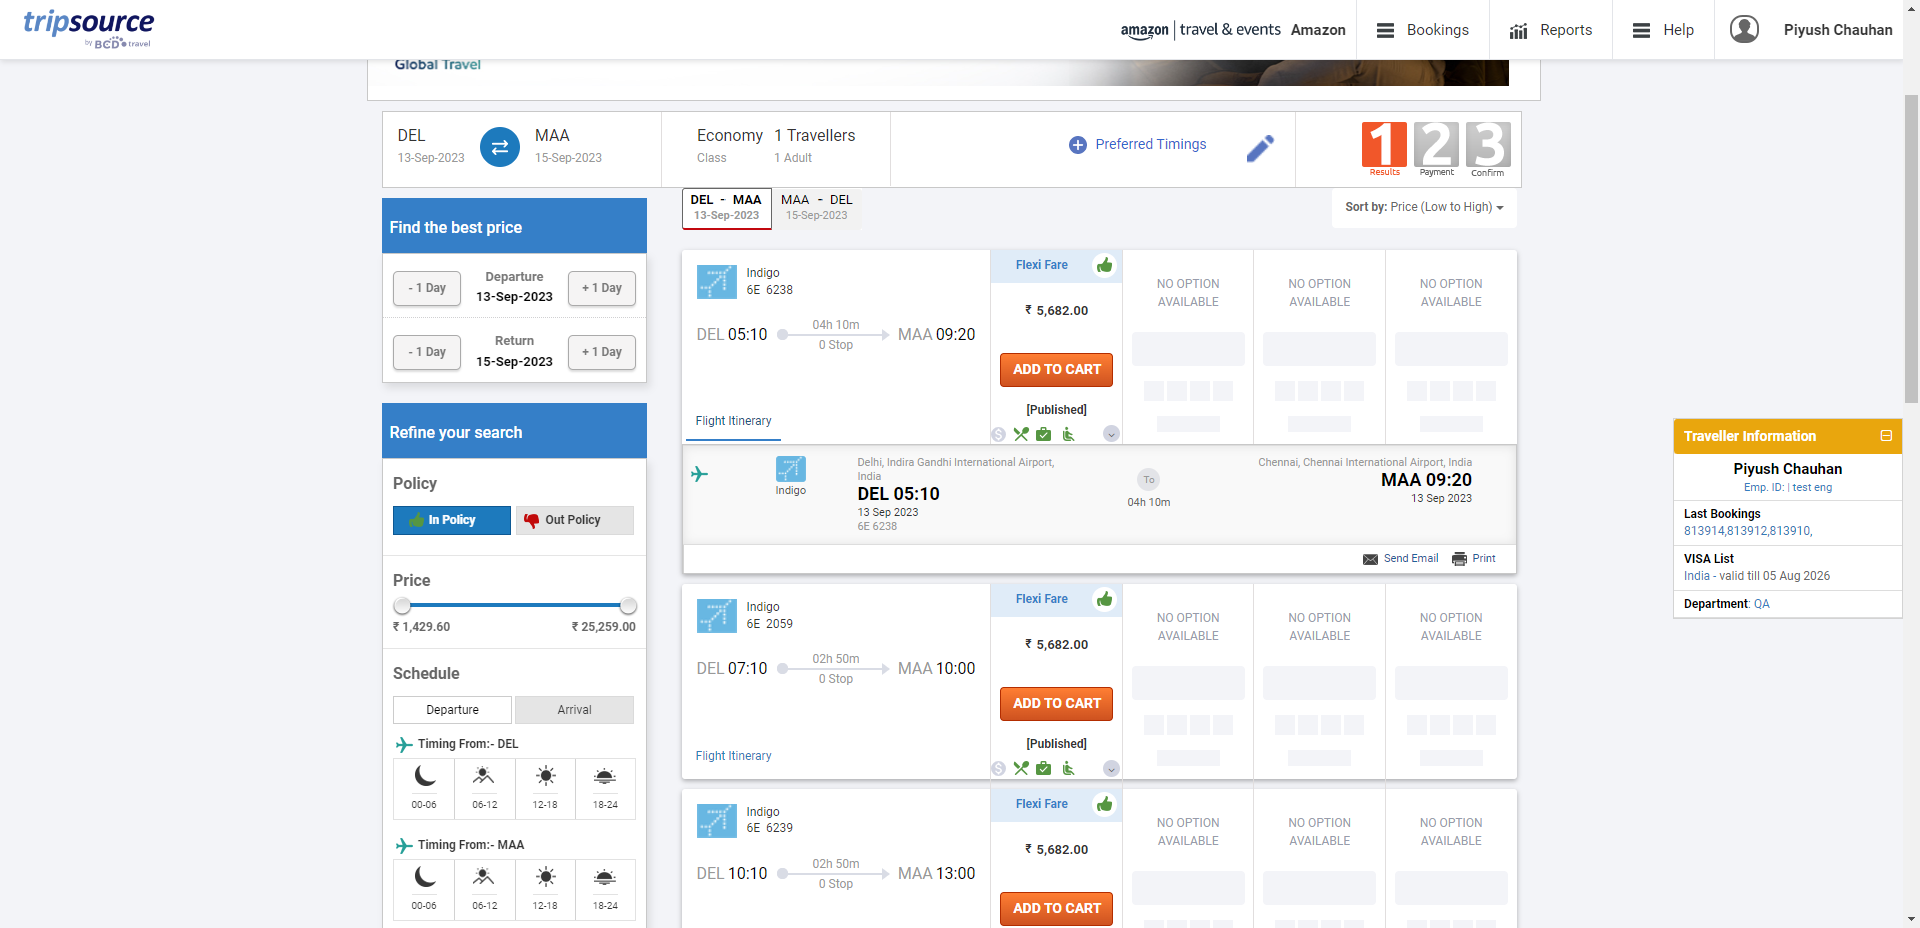 tripsource
by BCD travel
amazon | travel & events Amazon
Bookings
Reports
Help
Piyush Chauhan
Global Travel
DEL
13-Sep-2023
MAA
15-Sep-2023
Economy
Class
1 Travellers
1 Adult
Preferred Timings
1 2 3
Results Payment Confirm
Find the best price
- 1 Day
Departure
13-Sep-2023
+ 1 Day
- 1 Day
Return
15-Sep-2023
+ 1 Day
Refine your search
Policy
In Policy
Out Policy
Price
₹ 1,429.60
₹ 25,259.00
Schedule
Departure
Arrival
Timing From:- DEL
00-06
06-12
12-18
18-24
Timing From:- MAA
00-06
06-12
12-18
18-24
DEL - MAA
13-Sep-2023
MAA - DEL
15-Sep-2023
Sort by: Price (Low to High)
Indigo
6E 6238
DEL 05:10
04h 10m
0 Stop
MAA 09:20
Flight Itinerary
Flexi Fare
₹ 5,682.00
ADD TO CART
[Published]
NO OPTION
AVAILABLE
NO OPTION
AVAILABLE
NO OPTION
AVAILABLE
Indigo
Delhi, Indira Gandhi International Airport,
India
DEL 05:10
13 Sep 2023
6E 6238
To
04h 10m
Chennai, Chennai International Airport, India
MAA 09:20
13 Sep 2023
Send Email
Print
Indigo
6E 2059
DEL 07:10
02h 50m
0 Stop
MAA 10:00
Flight Itinerary
Flexi Fare
₹ 5,682.00
ADD TO CART
[Published]
NO OPTION
AVAILABLE
NO OPTION
AVAILABLE
NO OPTION
AVAILABLE
Indigo
6E 6239
DEL 10:10
02h 50m
0 Stop
MAA 13:00
Flexi Fare
₹ 5,682.00
ADD TO CART
NO OPTION
AVAILABLE
NO OPTION
AVAILABLE
NO OPTION
AVAILABLE
Traveller Information
Piyush Chauhan
Emp. ID: | test eng
Last Bookings
813914,813912,813910,
VISA List
India - valid till 05 Aug 2026
Department: QA